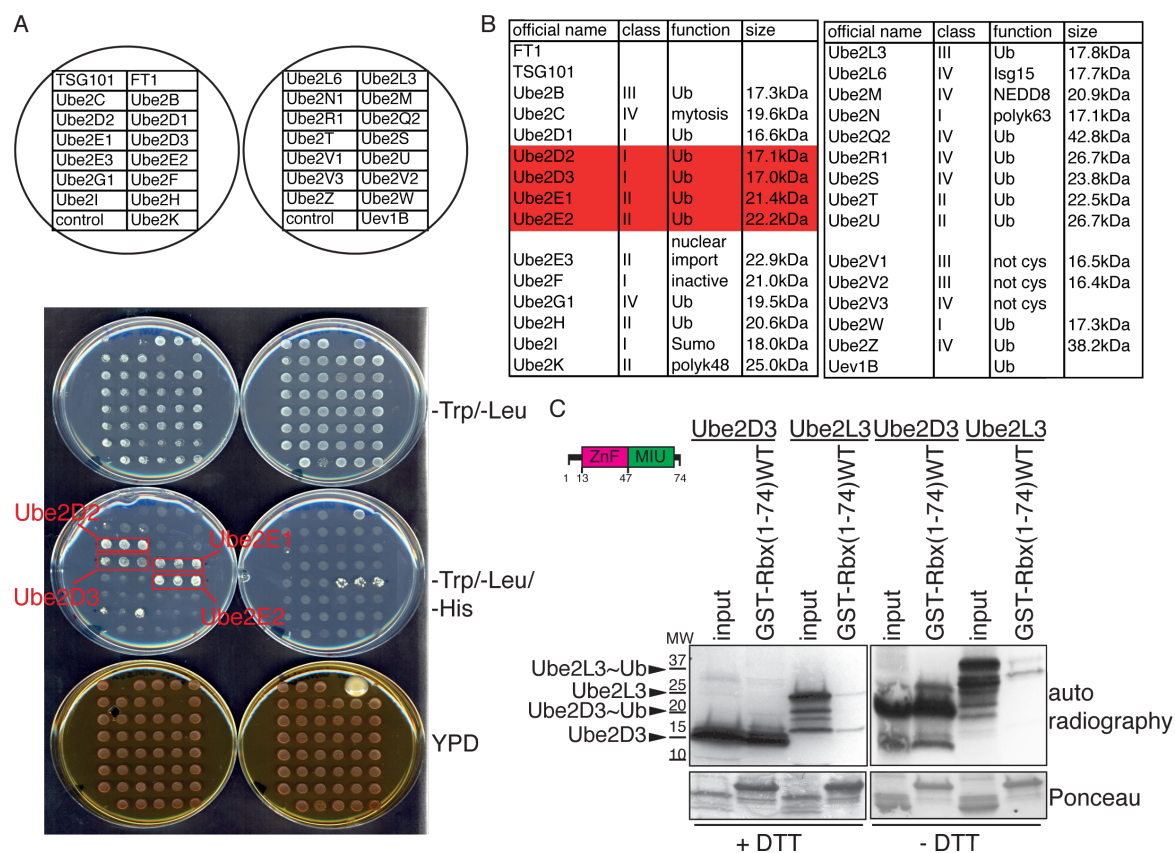 A
TSG101 FT1
Ube2C Ube2B
Ube2D2 Ube2D1
Ube2E1 Ube2D3
Ube2E3 Ube2E2
Ube2G1 Ube2F
Ube2I Ube2H
control Ube2K
Ube2L6 Ube2L3
Ube2N1 Ube2M
Ube2R1 Ube2Q2
Ube2T Ube2S
Ube2V1 Ube2U
Ube2V3 Ube2V2
Ube2Z Ube2W
control Uev1B
-Trp/-Leu
Ube2D2
Ube2E1
Ube2D3
Ube2E2
-Trp/-Leu/
-His
YPD
B
official name class function size
FT1
TSG101
Ube2B III Ub 17.3kDa
Ube2C IV mytosis 19.6kDa
Ube2D1 I Ub 16.6kDa
Ube2D2 I Ub 17.1kDa
Ube2D3 I Ub 17.0kDa
Ube2E1 II Ub 21.4kDa
Ube2E2 II Ub 22.2kDa
nuclear
Ube2E3 II import 22.9kDa
Ube2F I inactive 21.0kDa
Ube2G1 IV Ub 19.5kDa
Ube2H II Ub 20.6kDa
Ube2I I Sumo 18.0kDa
Ube2K II polyk48 25.0kDa
official name class function size
Ube2L3 III Ub 17.8kDa
Ube2L6 IV Isg15 17.7kDa
Ube2M IV NEDD8 20.9kDa
Ube2N I polyk63 17.1kDa
Ube2Q2 IV Ub 42.8kDa
Ube2R1 IV Ub 26.7kDa
Ube2S IV Ub 23.8kDa
Ube2T II Ub 22.5kDa
Ube2U II Ub 26.7kDa
Ube2V1 III not cys 16.5kDa
Ube2V2 III not cys 16.4kDa
Ube2V3 IV not cys
Ube2W I Ub 17.3kDa
Ube2Z IV Ub 38.2kDa
Uev1B Ub
C
ZnF MIU
1 13 47 74
Ube2D3 Ube2L3 Ube2D3 Ube2L3
input
GST-Rbx(1-74)WT
input
GST-Rbx(1-74)WT
input
GST-Rbx(1-74)WT
input
GST-Rbx(1-74)WT
MW
37
25
20
15
10
Ube2L3~Ub
Ube2L3
Ube2D3~Ub
Ube2D3
auto
radiography
Ponceau
+ DTT - DTT